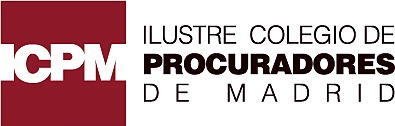 ICPM
ILUSTRE COLEGIO DE
PROCURADORES
DE MADRID